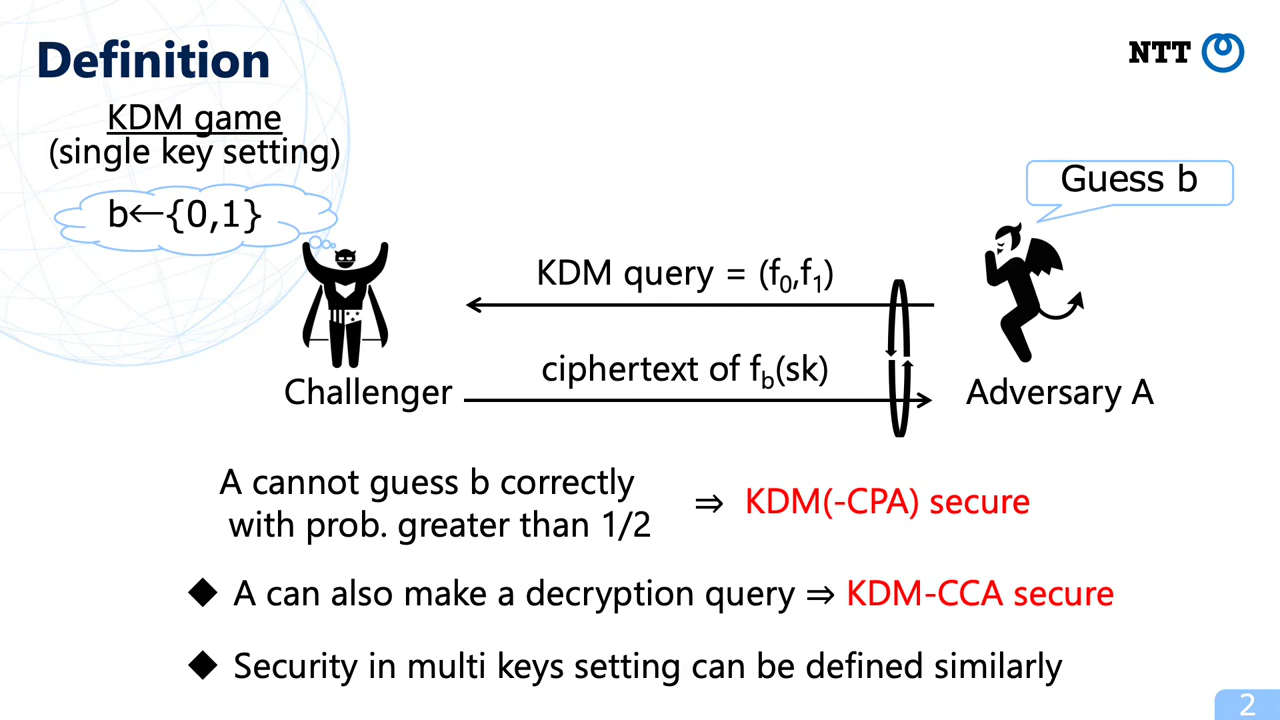 Definition
NTT
KDM game
(single key setting)
b←{0,1}
Guess b
KDM query = (f₀,f₁)
ciphertext of f_b(sk)
Challenger
Adversary A
A cannot guess b correctly
with prob. greater than 1/2
⇒ KDM(-CPA) secure
◆ A can also make a decryption query ⇒ KDM-CCA secure
◆ Security in multi keys setting can be defined similarly
2